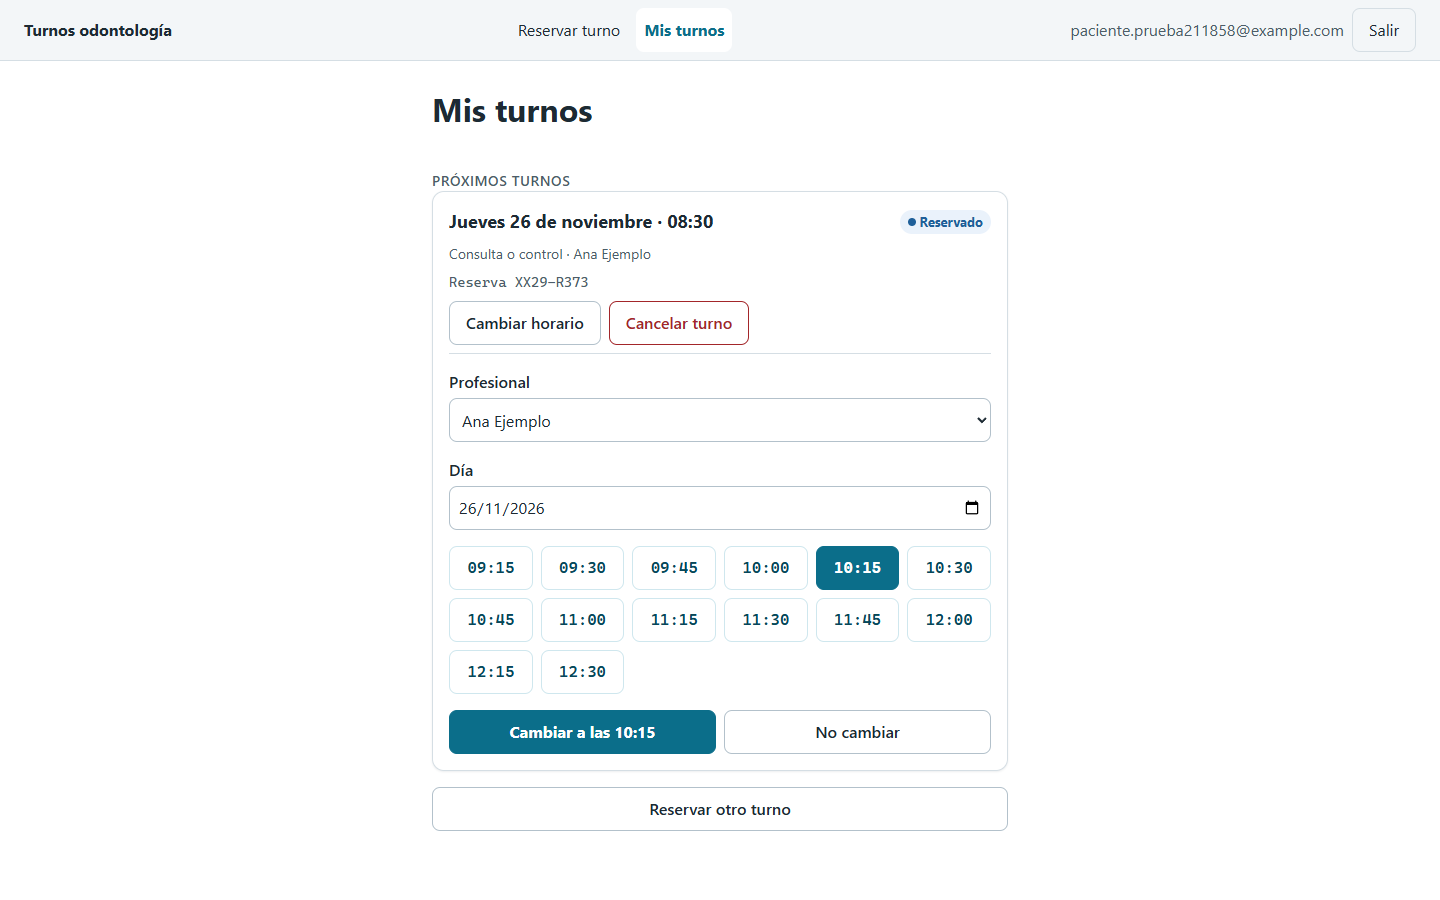 Turnos odontología
Reservar turno
Mis turnos
paciente.prueba211858@example.com
Salir
Mis turnos
PRÓXIMOS TURNOS
Jueves 26 de noviembre · 08:30
Reservado
Consulta o control · Ana Ejemplo
Reserva XX29–R373
Cambiar horario
Cancelar turno
Profesional
Ana Ejemplo
Día
26/11/2026
09:15 09:30 09:45 10:00 10:15 10:30
10:45 11:00 11:15 11:30 11:45 12:00
12:15 12:30
Cambiar a las 10:15
No cambiar
Reservar otro turno